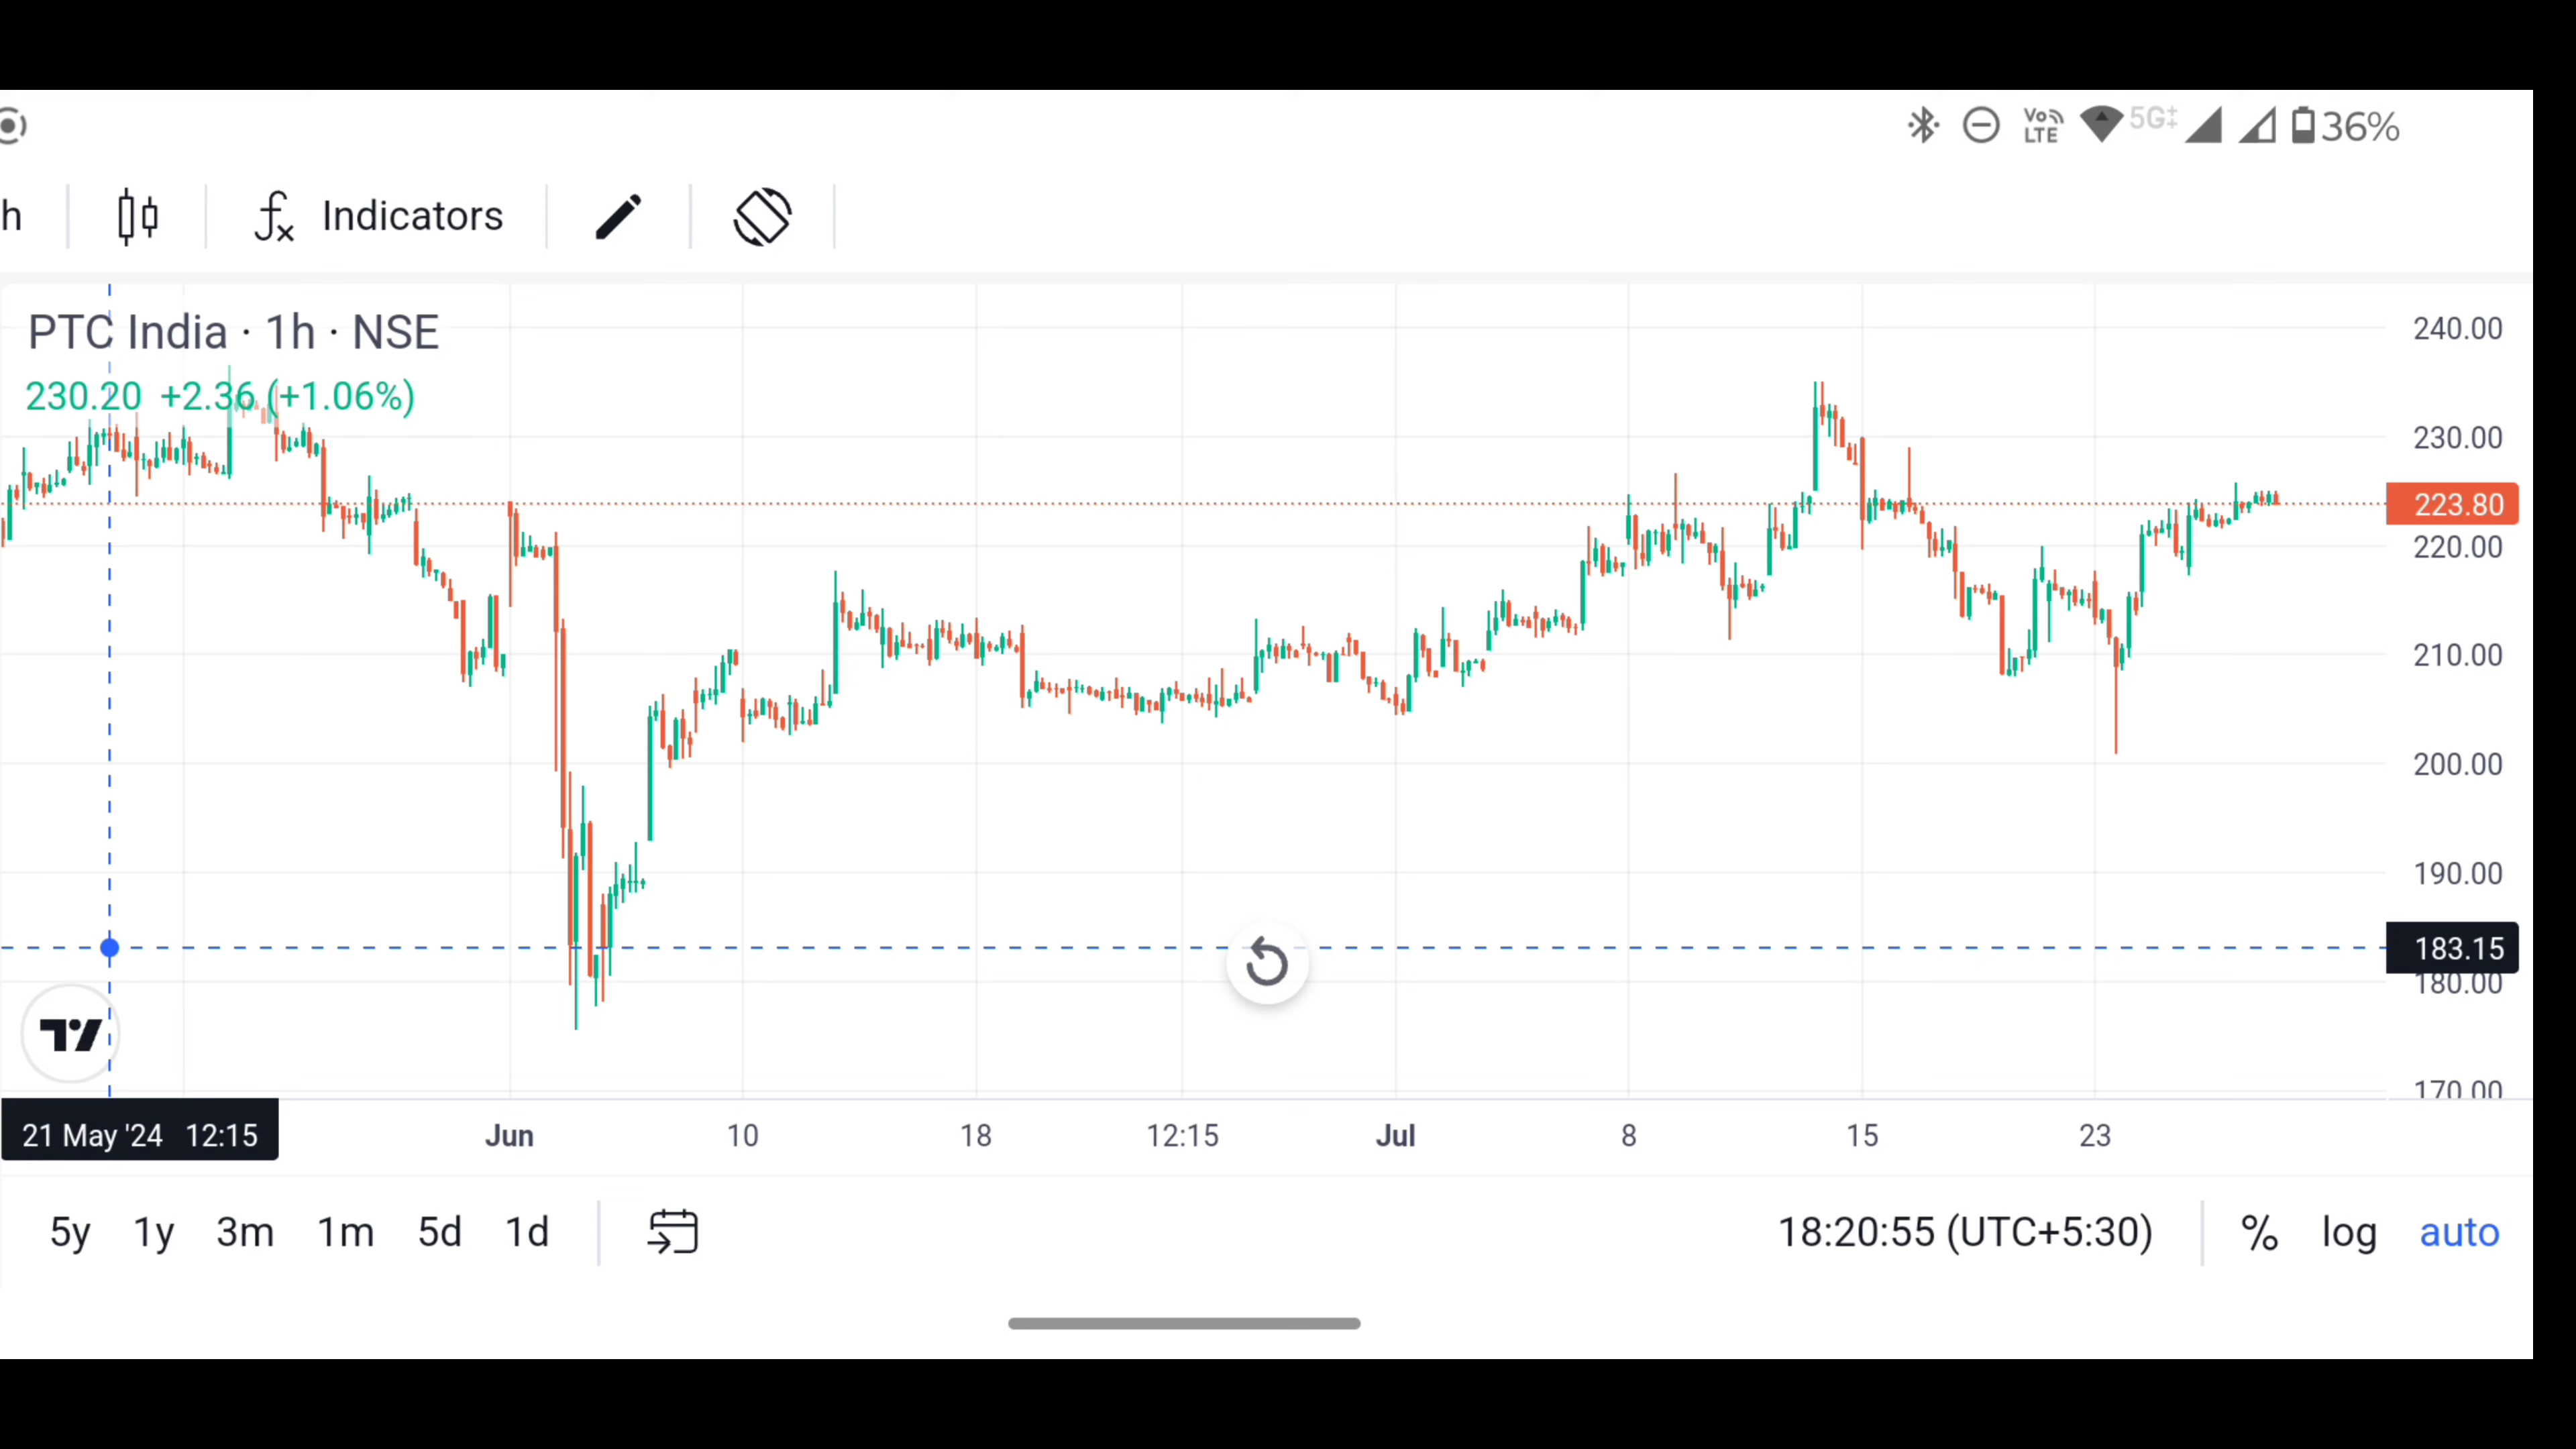 Vo
LTE
5G
36%
h
Indicators
PTC India · 1h · NSE
230.20 +2.36 (+1.06%)
240.00
230.00
223.80
220.00
210.00
200.00
190.00
183.15
180.00
170.00
21 May '24 12:15
Jun
10
18
12:15
Jul
8
15
23
5y
1y
3m
1m
5d
1d
18:20:55 (UTC+5:30)
%
log
auto